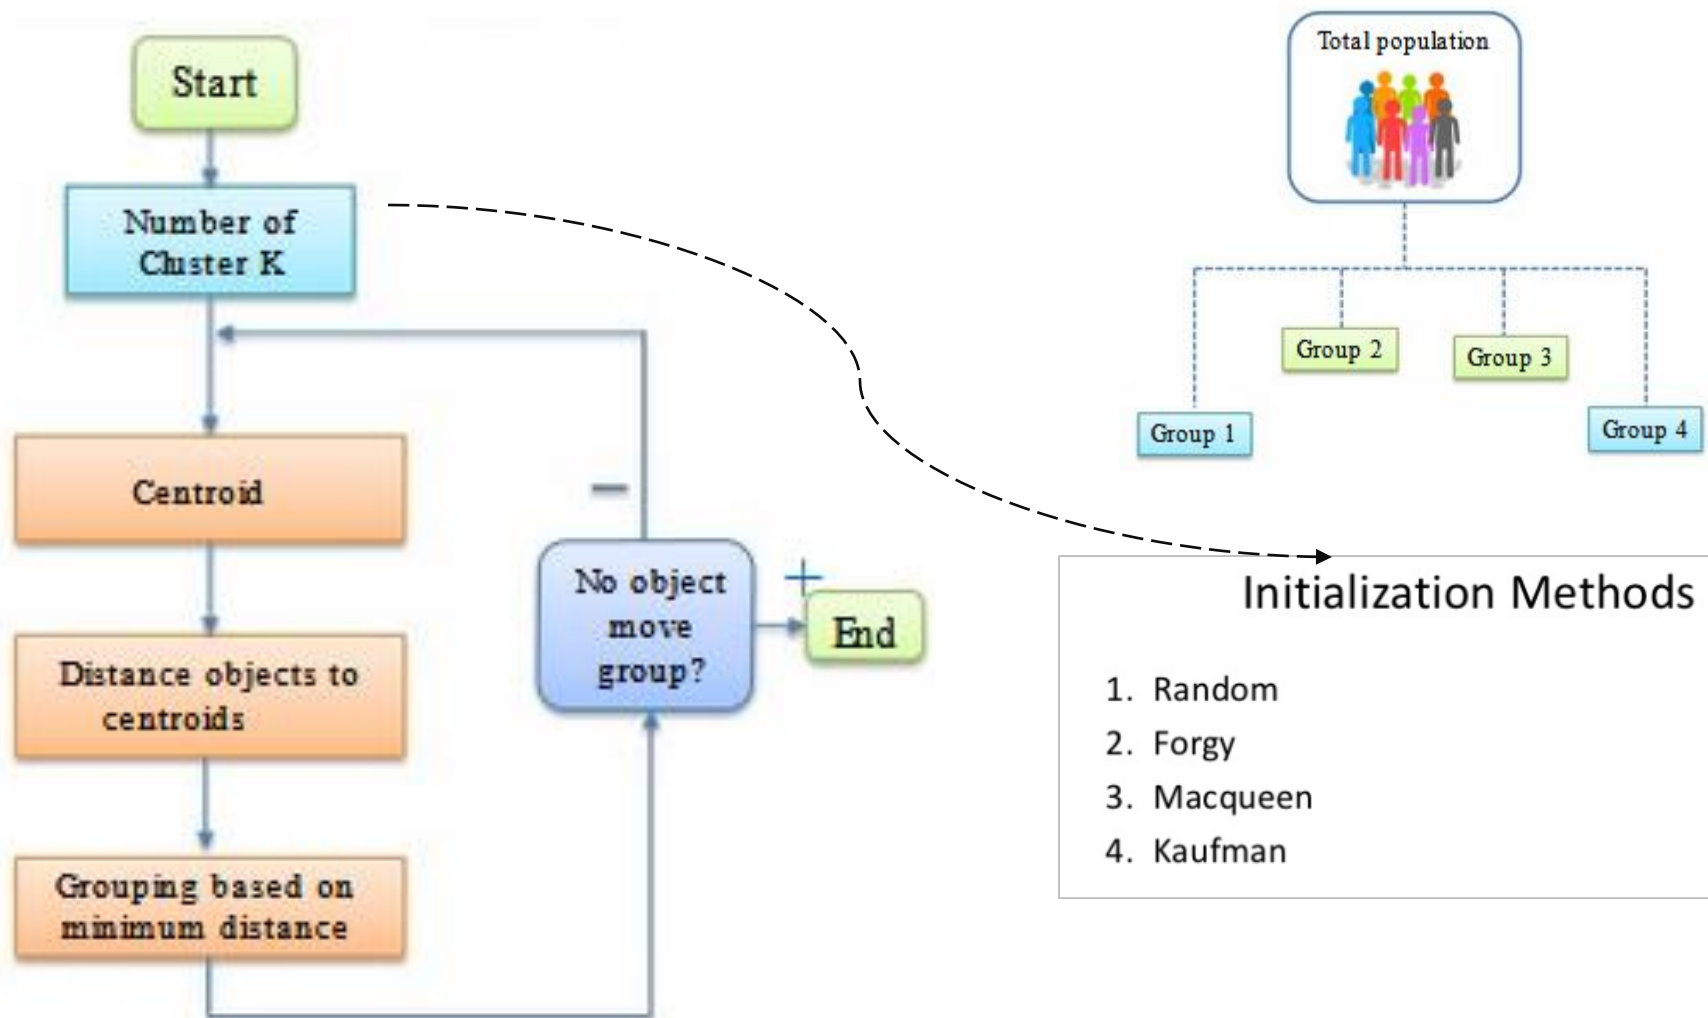 Start
Number of
Cluster K
Centroid
Distance objects to
centroids
Grouping based on
minimum distance
−
No object
move
group?
+
End
Total population
Group 1
Group 2
Group 3
Group 4
Initialization Methods
1. Random
2. Forgy
3. Macqueen
4. Kaufman